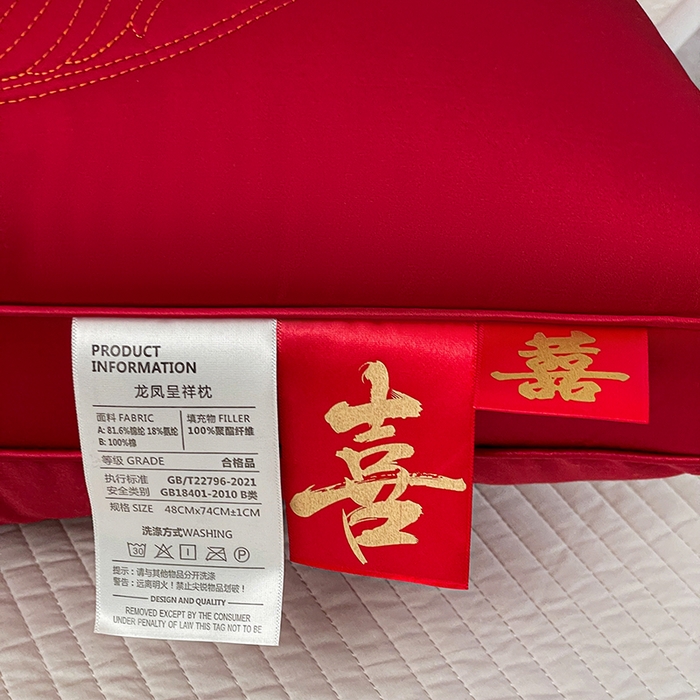 PRODUCT
INFORMATION
龙凤呈祥枕
面料 FABRIC
A: 81.6%锦纶 18%氨纶
B: 100%棉
填充物 FILLER
100%聚酯纤维
等级 GRADE 合格品
执行标准 GB/T22796-2021
安全类别 GB18401-2010 B类
规格 SIZE 48CMx74CM±1CM
洗涤方式WASHING
30 P
提示：请与其他物品分开洗涤
警告：远离明火！禁止尖锐物品划破！
DESIGN AND QUALITY
REMOVED EXCEPT BY THE CONSUMER
UNDER PENALTY OF LAW THIS TAG NOT TO BE
喜
囍